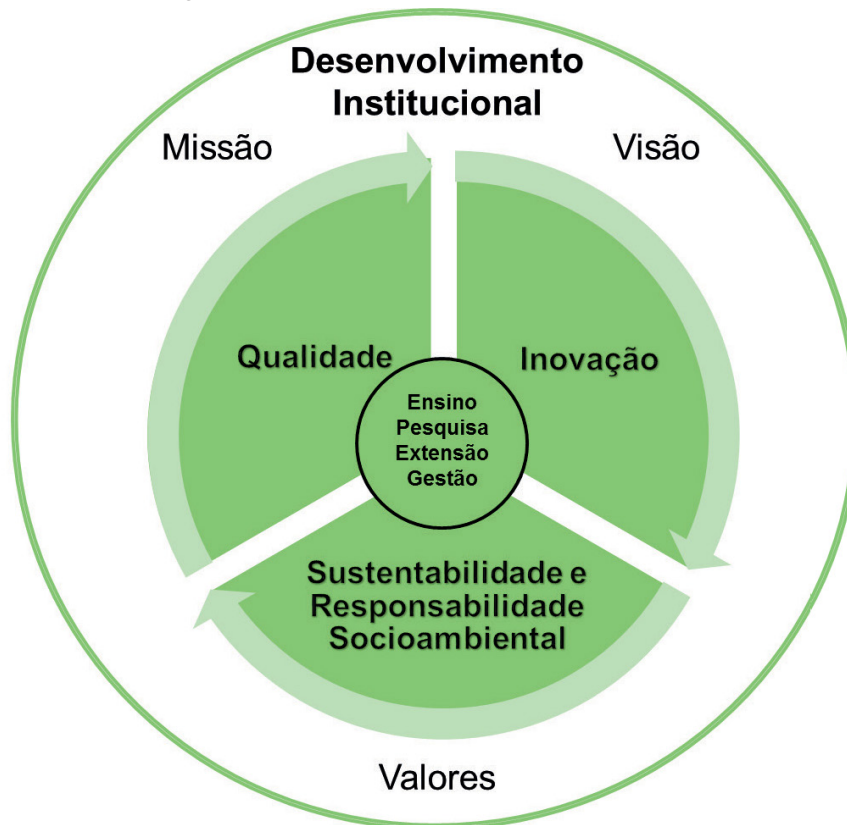 Desenvolvimento
Institucional
Missão
Visão
Qualidade
Inovação
Ensino
Pesquisa
Extensão
Gestão
Sustentabilidade e
Responsabilidade
Socioambiental
Valores